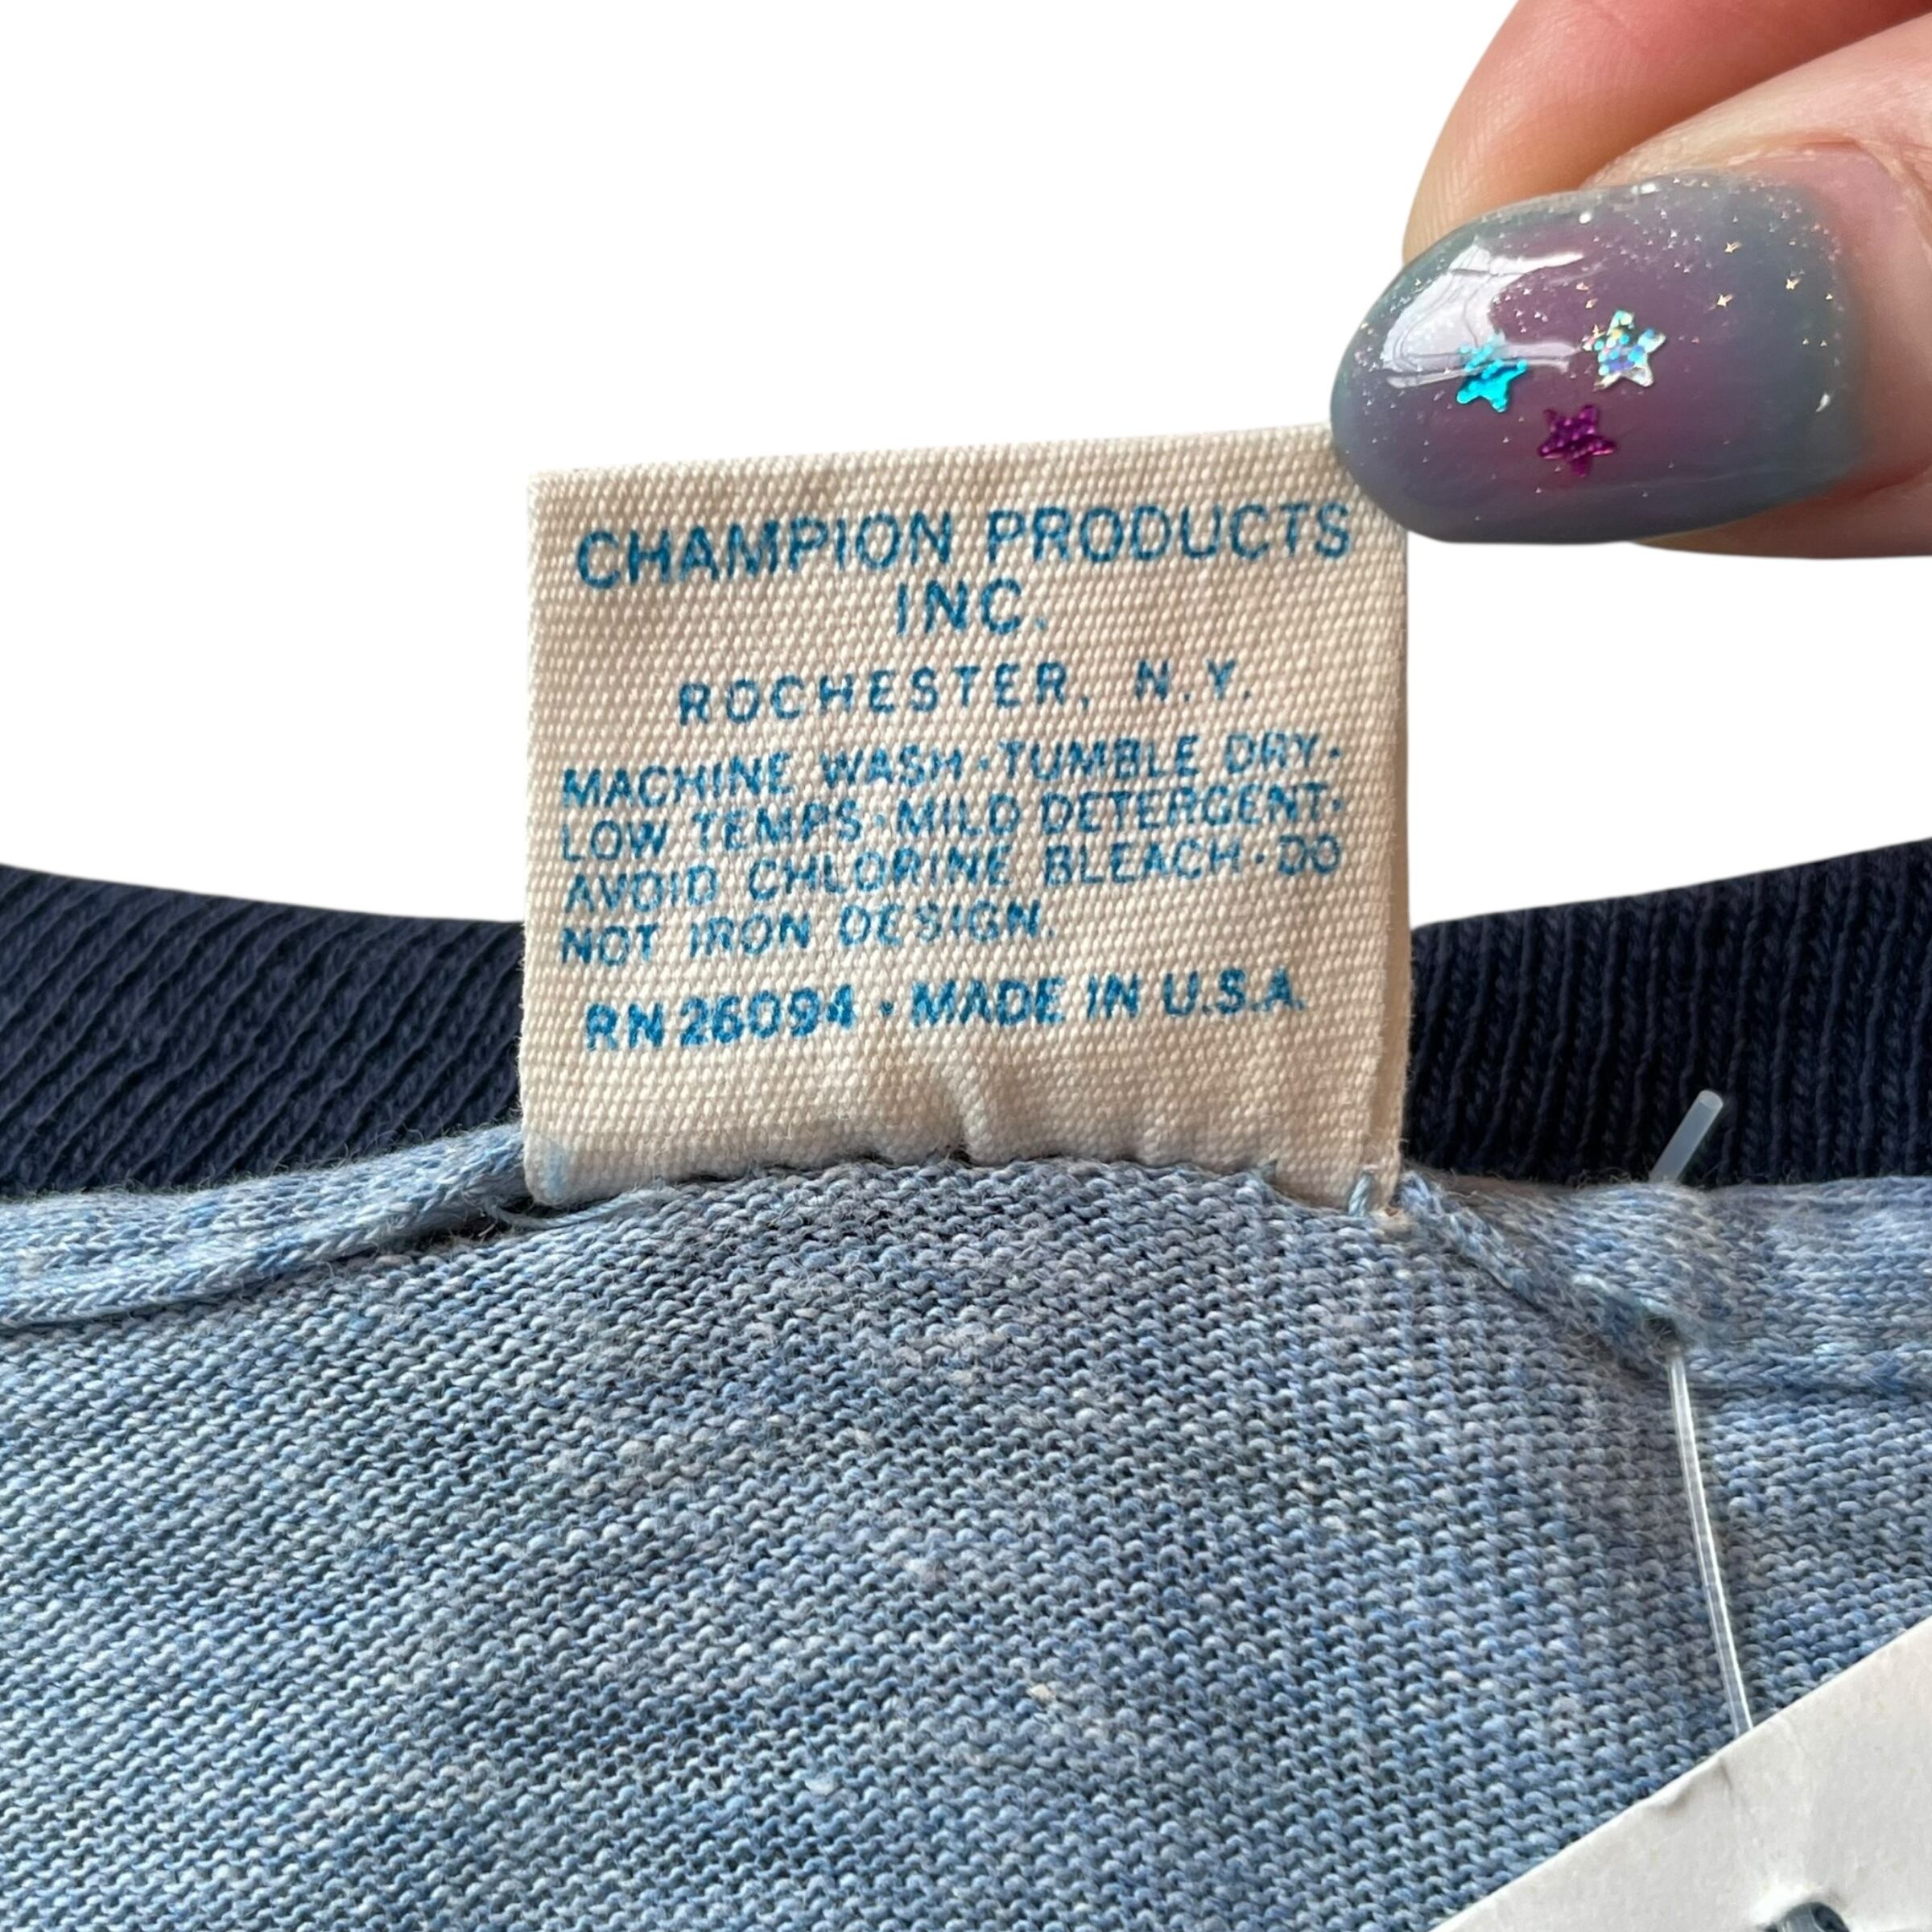 CHAMPION PRODUCTS
INC.
ROCHESTER, N.Y.
MACHINE WASH·TUMBLE DRY·
LOW TEMPS·MILD DETERGENT·
AVOID CHLORINE BLEACH·DO
NOT IRON DESIGN.
RN 26094 · MADE IN U.S.A.